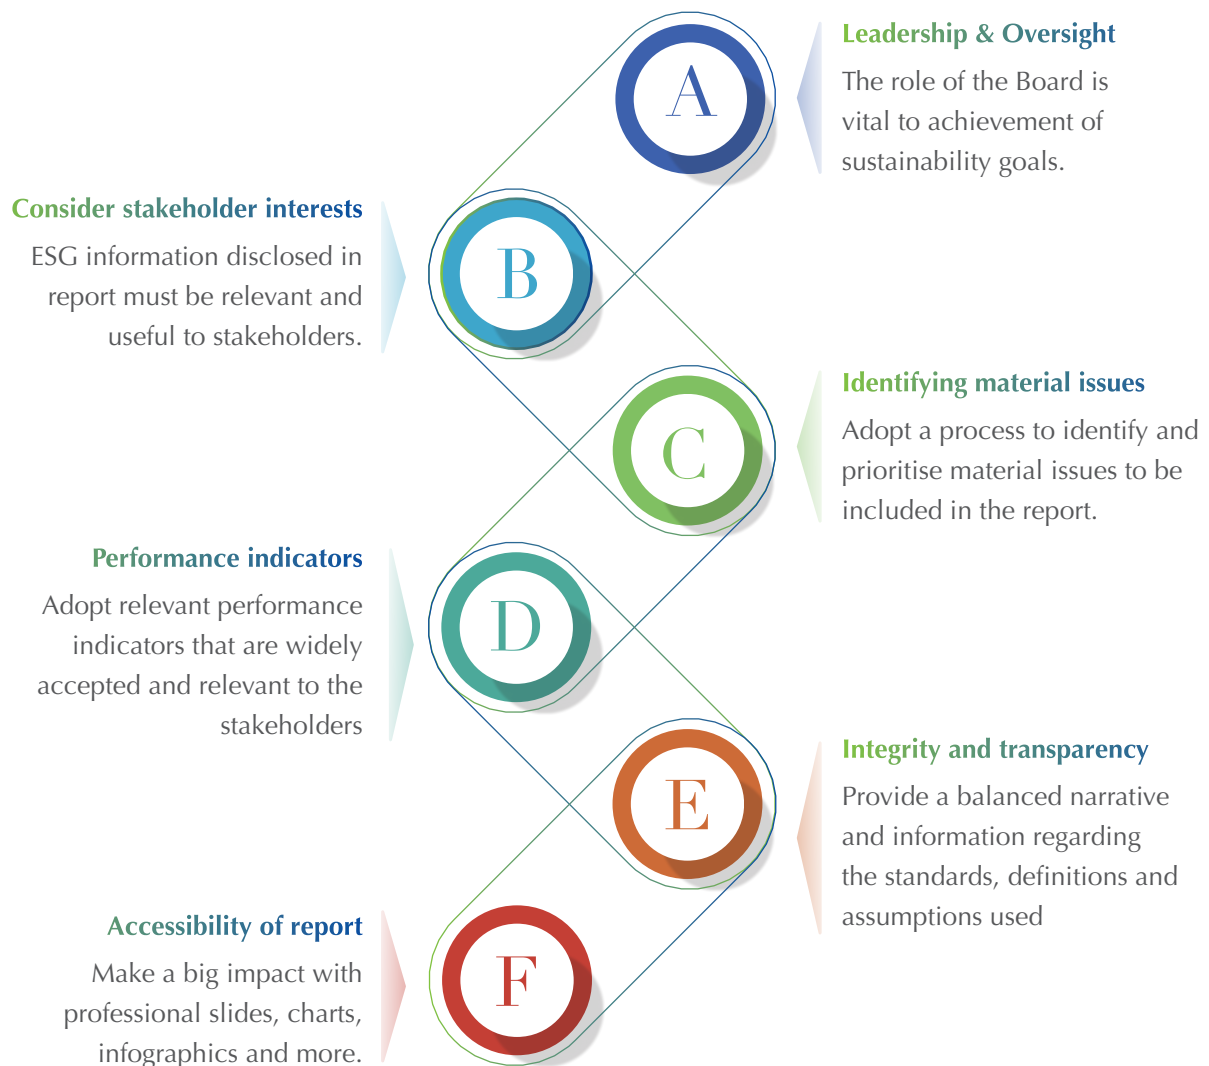 A
Leadership & Oversight
The role of the Board is
vital to achievement of
sustainability goals.
Consider stakeholder interests
ESG information disclosed in
report must be relevant and
useful to stakeholders.
B
C
Identifying material issues
Adopt a process to identify and
prioritise material issues to be
included in the report.
Performance indicators
Adopt relevant performance
indicators that are widely
accepted and relevant to the
stakeholders
D
E
Integrity and transparency
Provide a balanced narrative
and information regarding
the standards, definitions and
assumptions used
Accessibility of report
Make a big impact with
professional slides, charts,
infographics and more.
F